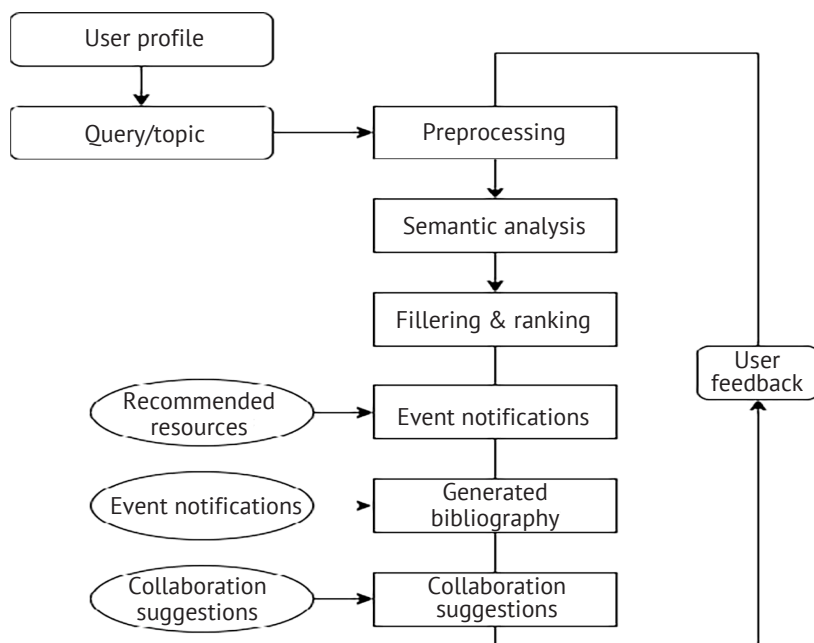 User profile
Query/topic
Preprocessing
Semantic analysis
Fillering & ranking
User
feedback
Recommended
resources
Event notifications
Event notifications
Generated
bibliography
Collaboration
suggestions
Collaboration
suggestions